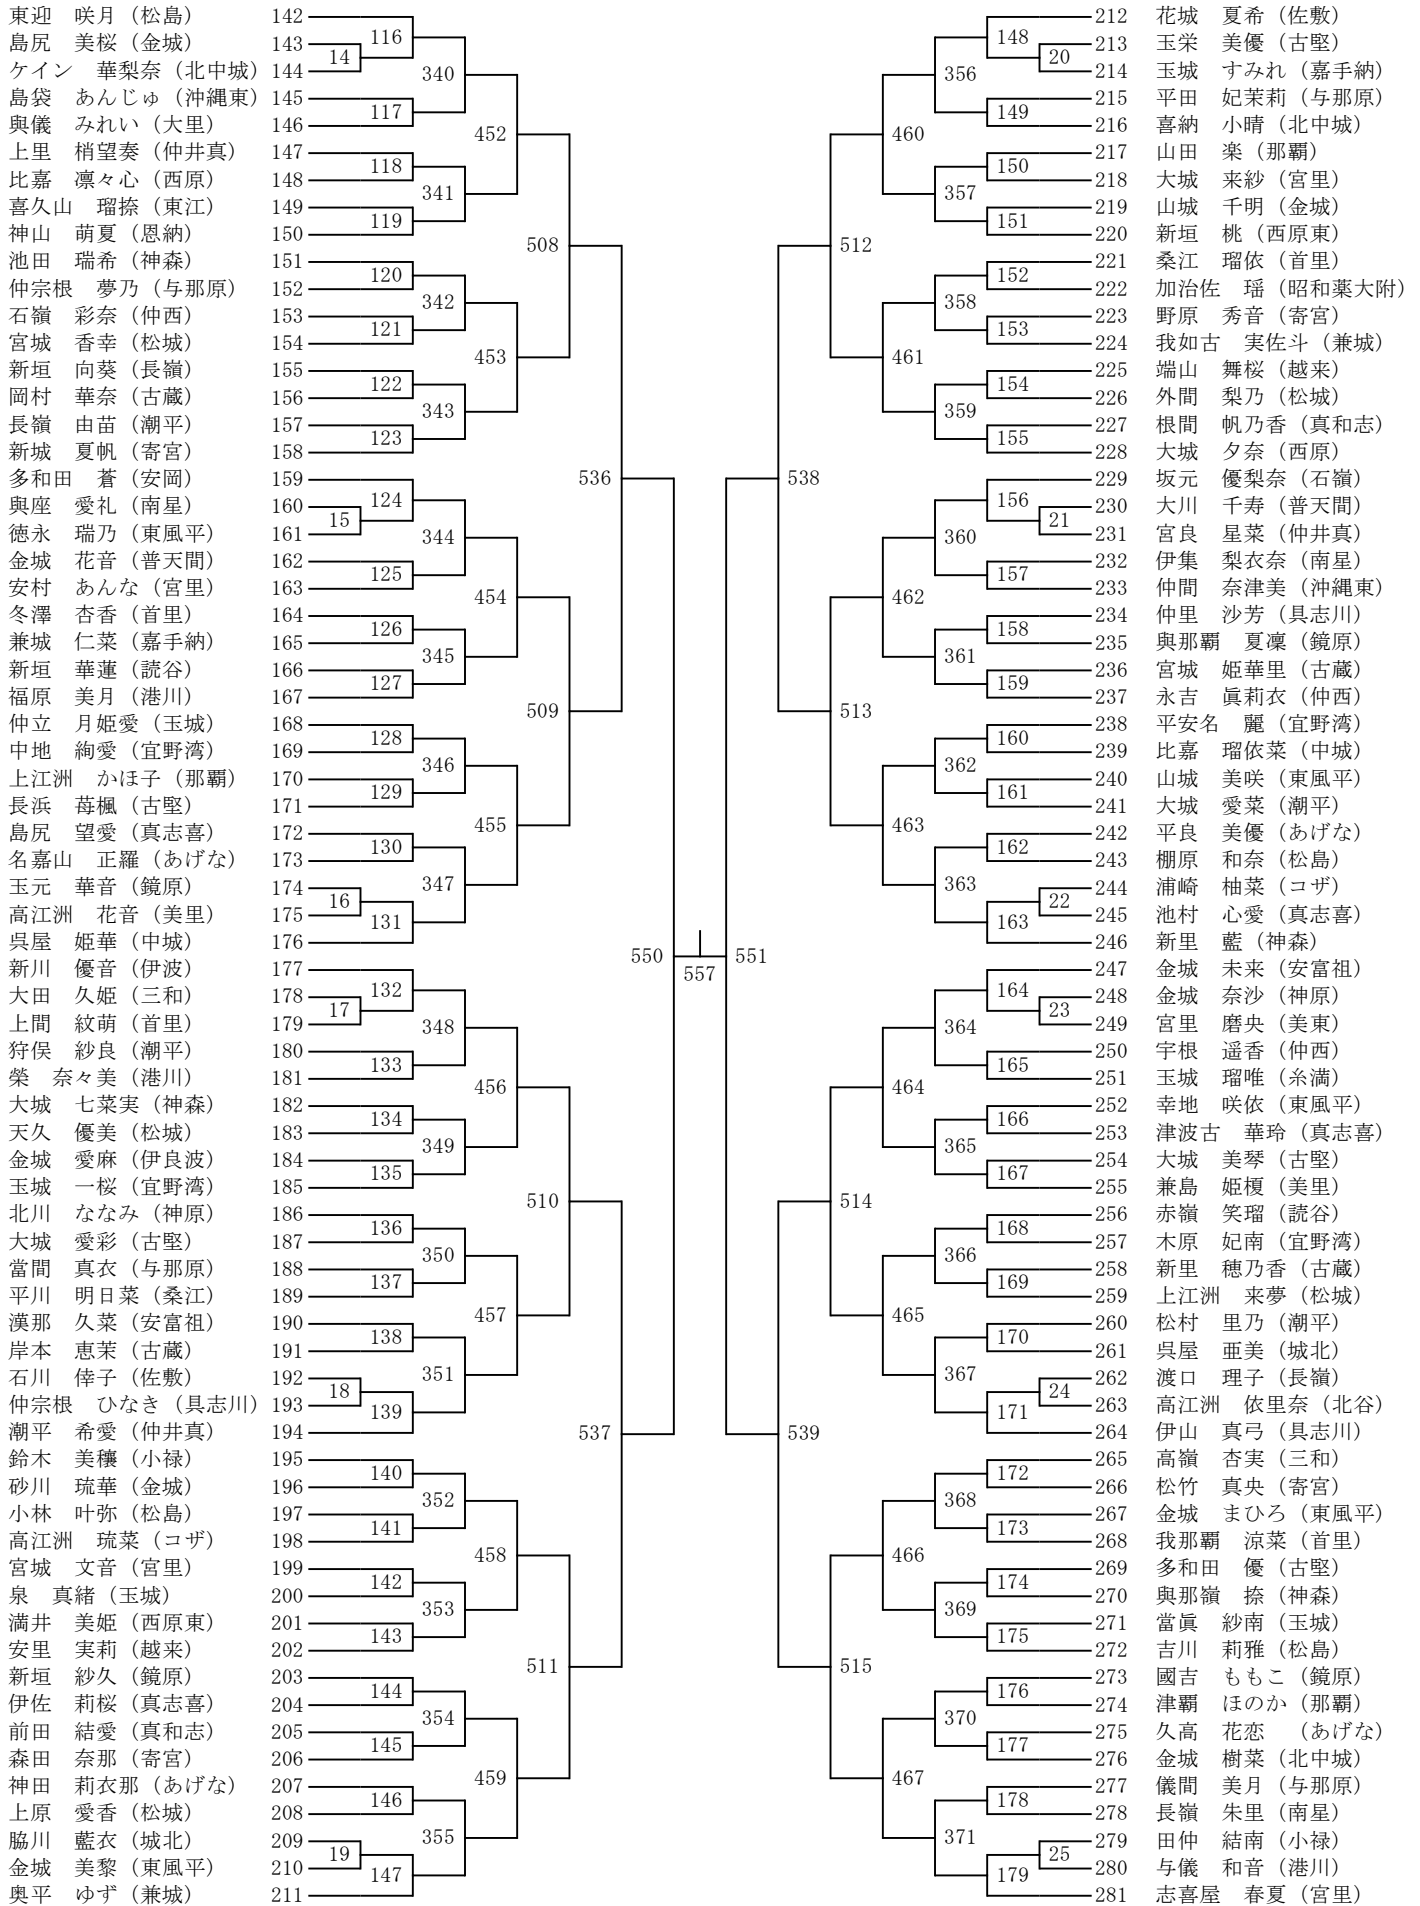 東迎　咲月（松島）　142
島尻　美桜（金城）　143
ケイン　華梨奈（北中城）144
島袋　あんじゅ（沖縄東）145
與儀　みれい（大里）　146
上里　梢望奏（仲井真）　147
比嘉　凛々心（西原）　148
喜久山　瑠捺（東江）　149
神山　萌夏（恩納）　150
池田　瑞希（神森）　151
仲宗根　夢乃（与那原）　152
石嶺　彩奈（仲西）　153
宮城　香幸（松城）　154
新垣　向葵（長嶺）　155
岡村　華奈（古蔵）　156
長嶺　由苗（潮平）　157
新城　夏帆（寄宮）　158
多和田　蒼（安岡）　159
與座　愛礼（南星）　160
徳永　瑞乃（東風平）　161
金城　花音（普天間）　162
安村　あんな（宮里）　163
冬澤　杏香（首里）　164
兼城　仁菜（嘉手納）　165
新垣　華蓮（読谷）　166
福原　美月（港川）　167
仲立　月姫愛（玉城）　168
中地　絢愛（宜野湾）　169
上江洲　かほ子（那覇）　170
長浜　苺楓（古堅）　171
島尻　望愛（真志喜）　172
名嘉山　正羅（あげな）　173
玉元　華音（鏡原）　174
高江洲　花音（美里）　175
呉屋　姫華（中城）　176
新川　優音（伊波）　177
大田　久姫（三和）　178
上間　紋萌（首里）　179
狩俣　紗良（潮平）　180
榮　奈々美（港川）　181
大城　七菜実（神森）　182
天久　優美（松城）　183
金城　愛麻（伊良波）　184
玉城　一桜（宜野湾）　185
北川　ななみ（神原）　186
大城　愛彩（古堅）　187
當間　真衣（与那原）　188
平川　明日菜（桑江）　189
漢那　久菜（安富祖）　190
岸本　恵茉（古蔵）　191
石川　倖子（佐敷）　192
仲宗根　ひなき（具志川）193
潮平　希愛（仲井真）　194
鈴木　美穰（小禄）　195
砂川　琉華（金城）　196
小林　叶弥（松島）　197
高江洲　琉菜（コザ）　198
宮城　文音（宮里）　199
泉　真緒（玉城）　200
満井　美姫（西原東）　201
安里　実莉（越来）　202
新垣　紗久（鏡原）　203
伊佐　莉桜（真志喜）　204
前田　結愛（真和志）　205
森田　奈那（寄宮）　206
神田　莉衣那（あげな）　207
上原　愛香（松城）　208
脇川　藍衣（城北）　209
金城　美黎（東風平）　210
奥平　ゆず（兼城）　211
14
15
16
17
18
19
116
117
118
119
120
121
122
123
124
125
126
127
128
129
130
131
132
133
134
135
136
137
138
139
140
141
142
143
144
145
146
147
340
341
342
343
344
345
346
347
348
349
350
351
352
353
354
355
452
453
454
455
456
457
458
459
508
509
510
511
536
537
550
557
551
538
539
512
513
514
515
460
461
462
463
464
465
466
467
356
357
358
359
360
361
362
363
364
365
366
367
368
369
370
371
148
149
150
151
152
153
154
155
156
157
158
159
160
161
162
163
164
165
166
167
168
169
170
171
172
173
174
175
176
177
178
179
20
21
22
23
24
25
212　花城　夏希（佐敷）
213　玉栄　美優（古堅）
214　玉城　すみれ（嘉手納）
215　平田　妃茉莉（与那原）
216　喜納　小晴（北中城）
217　山田　楽（那覇）
218　大城　来紗（宮里）
219　山城　千明（金城）
220　新垣　桃（西原東）
221　桑江　瑠依（首里）
222　加治佐　瑶（昭和薬大附）
223　野原　秀音（寄宮）
224　我如古　実佐斗（兼城）
225　端山　舞桜（越来）
226　外間　梨乃（松城）
227　根間　帆乃香（真和志）
228　大城　夕奈（西原）
229　坂元　優梨奈（石嶺）
230　大川　千寿（普天間）
231　宮良　星菜（仲井真）
232　伊集　梨衣奈（南星）
233　仲間　奈津美（沖縄東）
234　仲里　沙芳（具志川）
235　與那覇　夏凜（鏡原）
236　宮城　姫華里（古蔵）
237　永吉　眞莉衣（仲西）
238　平安名　麗（宜野湾）
239　比嘉　瑠依菜（中城）
240　山城　美咲（東風平）
241　大城　愛菜（潮平）
242　平良　美優（あげな）
243　棚原　和奈（松島）
244　浦崎　柚菜（コザ）
245　池村　心愛（真志喜）
246　新里　藍（神森）
247　金城　未来（安富祖）
248　金城　奈沙（神原）
249　宮里　磨央（美東）
250　宇根　遥香（仲西）
251　玉城　瑠唯（糸満）
252　幸地　咲依（東風平）
253　津波古　華玲（真志喜）
254　大城　美琴（古堅）
255　兼島　姫榎（美里）
256　赤嶺　笑瑠（読谷）
257　木原　妃南（宜野湾）
258　新里　穂乃香（古蔵）
259　上江洲　来夢（松城）
260　松村　里乃（潮平）
261　呉屋　亜美（城北）
262　渡口　理子（長嶺）
263　高江洲　依里奈（北谷）
264　伊山　真弓（具志川）
265　高嶺　杏実（三和）
266　松竹　真央（寄宮）
267　金城　まひろ（東風平）
268　我那覇　涼菜（首里）
269　多和田　優（古堅）
270　與那嶺　捺（神森）
271　當眞　紗南（玉城）
272　吉川　莉雅（松島）
273　國吉　ももこ（鏡原）
274　津覇　ほのか（那覇）
275　久高　花恋　（あげな）
276　金城　樹菜（北中城）
277　儀間　美月（与那原）
278　長嶺　朱里（南星）
279　田仲　結南（小禄）
280　与儀　和音（港川）
281　志喜屋　春夏（宮里）